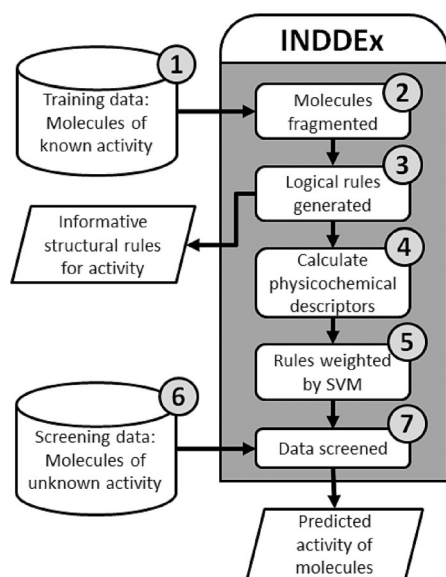 INDDEx
1
Training data:
Molecules of
known activity
2
Molecules
fragmented
3
Logical rules
generated
Informative
structural rules
for activity
4
Calculate
physicochemical
descriptors
5
Rules weighted
by SVM
6
Screening data:
Molecules of
unknown activity
7
Data screened
Predicted
activity of
molecules